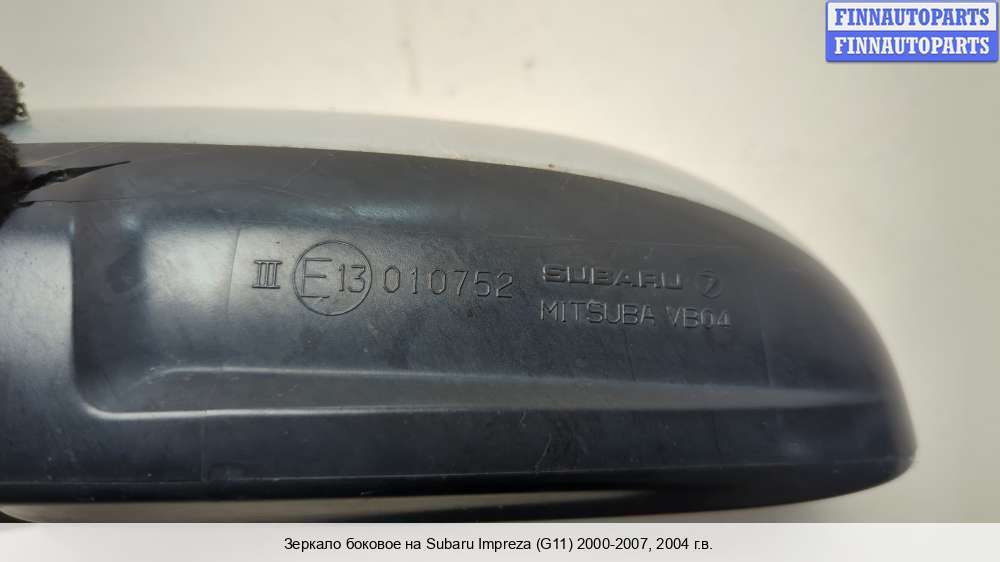 FINNAUTOPARTS
FINNAUTOPARTS
III E13 010752 SUBARU 7
MITSUBA VB04
Зеркало боковое на Subaru Impreza (G11) 2000-2007, 2004 г.в.